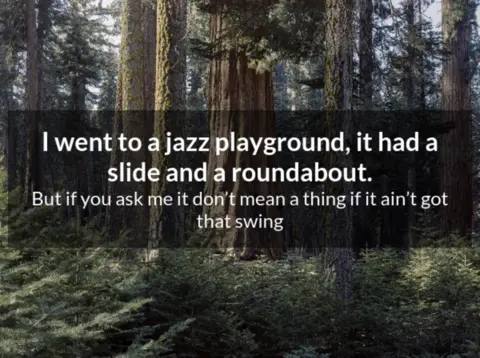 I went to a jazz playground, it had a
slide and a roundabout.
But if you ask me it don't mean a thing if it ain't got
that swing